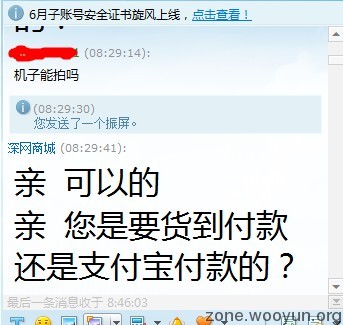 6月子账号安全证书旋风上线，点击查看！
1 (08:29:14):
机子能拍吗
(08:29:30)
您发送了一个振屏。
深网商城 (08:29:41):
亲 可以的
亲 您是要货到付款
还是支付宝付款的？
最后一条消息收于 8:46:03
zone.wooyun.org